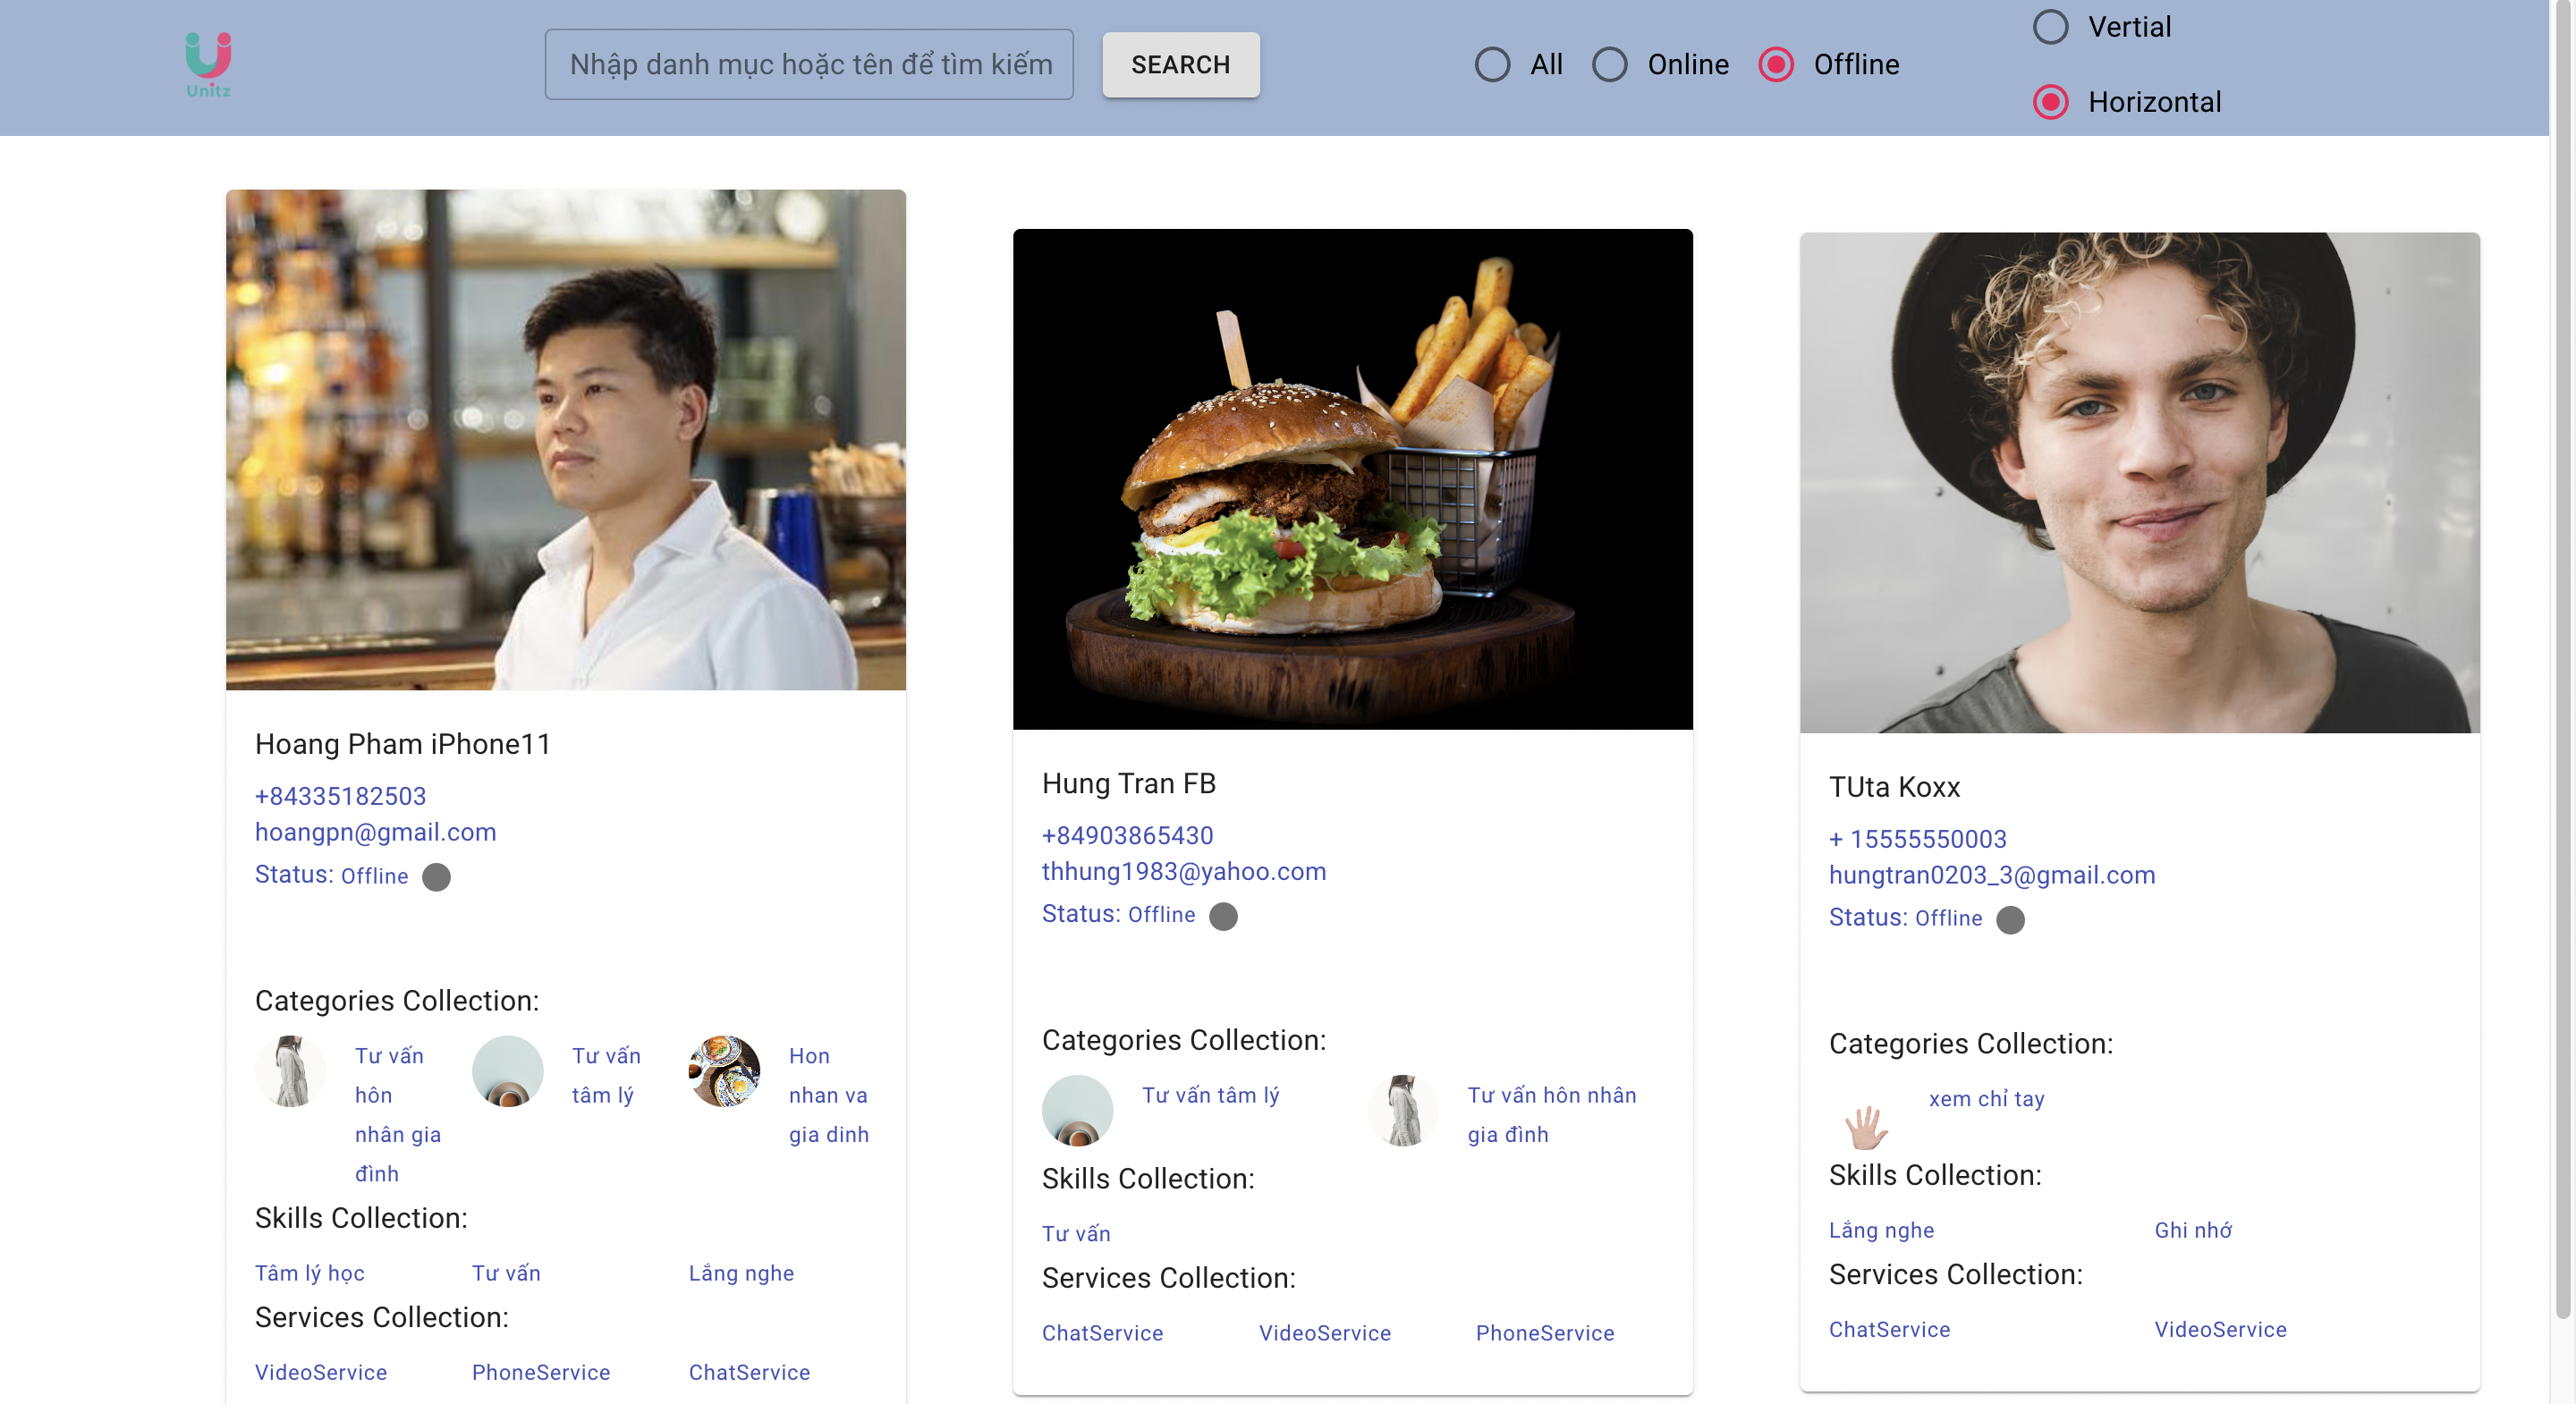 Unitz
Nhập danh mục hoặc tên để tìm kiếm
SEARCH
All
Online
Offline
Vertial
Horizontal
Hoang Pham iPhone11
+84335182503
hoangpn@gmail.com
Status: Offline
Categories Collection:
Tư vấn
hôn
nhân gia
đình
Tư vấn
tâm lý
Hon
nhan va
gia dinh
Skills Collection:
Tâm lý học
Tư vấn
Lắng nghe
Services Collection:
VideoService
PhoneService
ChatService
Hung Tran FB
+84903865430
thhung1983@yahoo.com
Status: Offline
Categories Collection:
Tư vấn tâm lý
Tư vấn hôn nhân
gia đình
Skills Collection:
Tư vấn
Services Collection:
ChatService
VideoService
PhoneService
TUta Koxx
+ 15555550003
hungtran0203_3@gmail.com
Status: Offline
Categories Collection:
xem chỉ tay
Skills Collection:
Lắng nghe
Ghi nhớ
Services Collection:
ChatService
VideoService